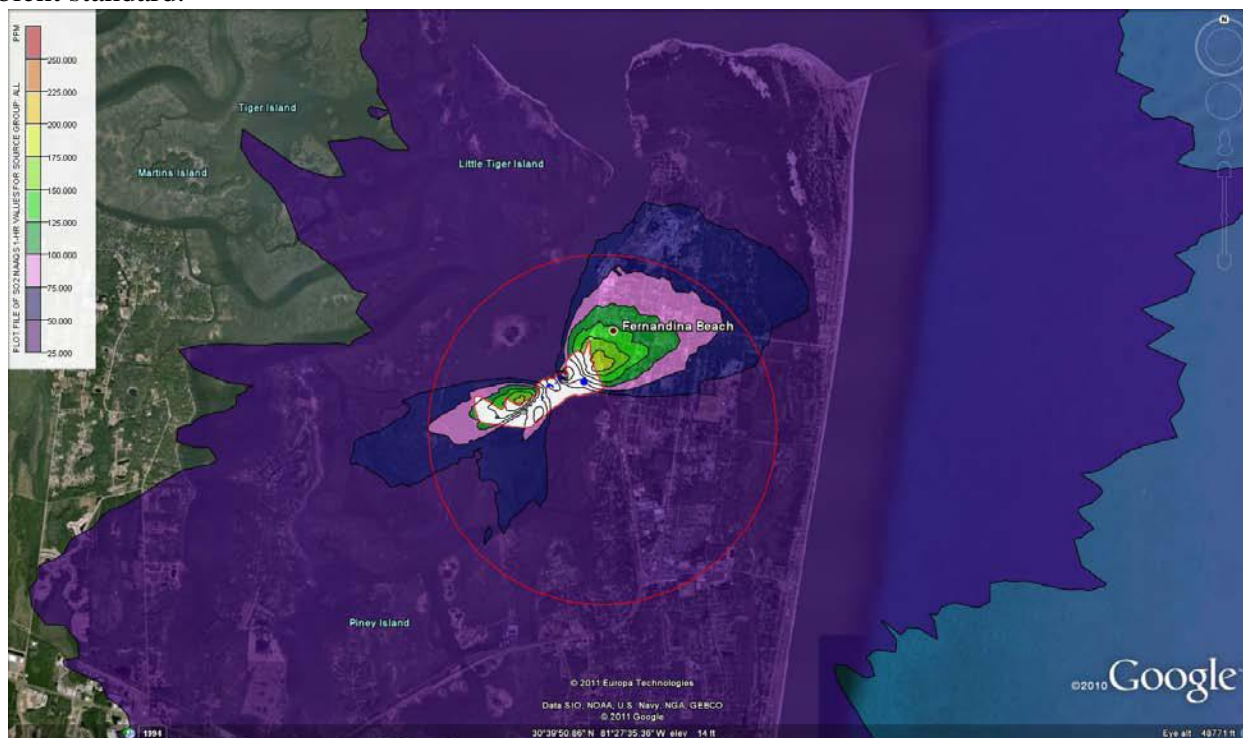 PPM
250.000
225.000
200.000
175.000
150.000
125.000
100.000
75.000
50.000
25.000
PLOT FILE OF SO2 NAAQS 1-HR VALUES FOR SOURCE GROUP: ALL
N
Tiger Island
Martins Island
Little Tiger Island
Fernandina Beach
Piney Island
© 2011 Europa Technologies
Data SIO, NOAA, U.S. Navy, NGA, GEBCO
© 2011 Google
©2010 Google
1994
30°39'50.66" N 81°27'35.36" W elev 14 ft
Eye alt 48771 ft